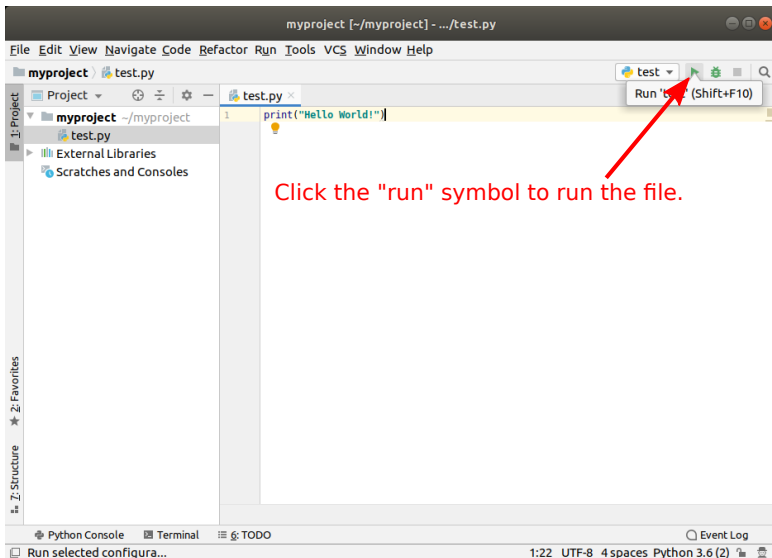 myproject [~/myproject] - .../test.py
File Edit View Navigate Code Refactor Run Tools VCS Window Help
myproject test.py test
Project test.py Run 'test' (Shift+F10)
1: Project
myproject ~/myproject
1 print("Hello World!")
test.py
External Libraries
Scratches and Consoles
Click the "run" symbol to run the file.
2: Favorites
7: Structure
Python Console Terminal 6: TODO Event Log
Run selected configura... 1:22 UTF-8 4 spaces Python 3.6 (2)